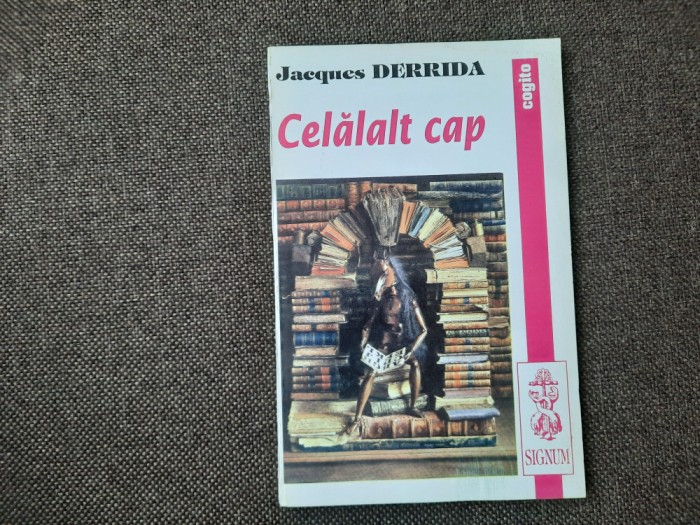 Jacques DERRIDA
cogito
Celălalt cap
SIGNUM